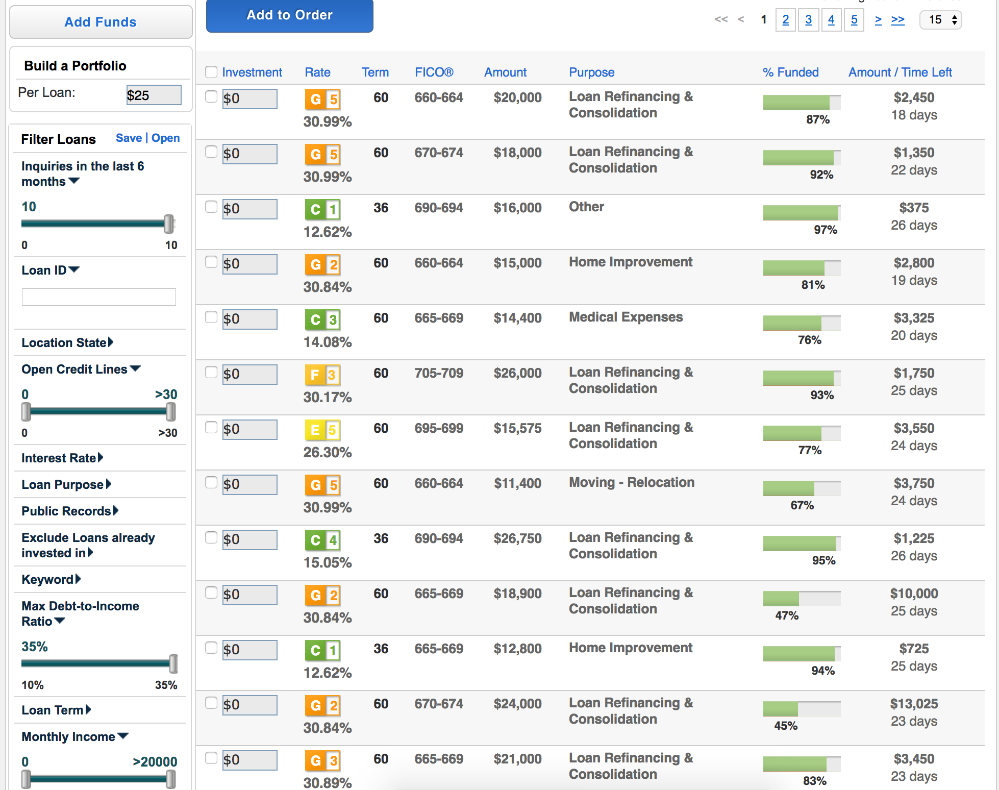 Add Funds
Build a Portfolio
Per Loan: $25
Filter Loans Save | Open
Inquiries in the last 6
months
10
0 10
Loan ID
Location State
Open Credit Lines
0 >30
0 >30
Interest Rate
Loan Purpose
Public Records
Exclude Loans already
invested in
Keyword
Max Debt-to-Income
Ratio
35%
10% 35%
Loan Term
Monthly Income
0 >20000
Add to Order
<< < 1 2 3 4 5 > >> 15
Investment Rate Term FICO® Amount Purpose % Funded Amount / Time Left
$0 G 5 60 660-664 $20,000 Loan Refinancing & $2,450
30.99% Consolidation 87% 18 days
$0 G 5 60 670-674 $18,000 Loan Refinancing & $1,350
30.99% Consolidation 92% 22 days
$0 C 1 36 690-694 $16,000 Other $375
12.62% 97% 26 days
$0 G 2 60 660-664 $15,000 Home Improvement $2,800
30.84% 81% 19 days
$0 C 3 60 665-669 $14,400 Medical Expenses $3,325
14.08% 76% 20 days
$0 F 3 60 705-709 $26,000 Loan Refinancing & $1,750
30.17% Consolidation 93% 25 days
$0 E 5 60 695-699 $15,575 Loan Refinancing & $3,550
26.30% Consolidation 77% 24 days
$0 G 5 60 660-664 $11,400 Moving - Relocation $3,750
30.99% 67% 24 days
$0 C 4 36 690-694 $26,750 Loan Refinancing & $1,225
15.05% Consolidation 95% 26 days
$0 G 2 60 665-669 $18,900 Loan Refinancing & $10,000
30.84% Consolidation 47% 25 days
$0 C 1 36 665-669 $12,800 Home Improvement $725
12.62% 94% 25 days
$0 G 2 60 670-674 $24,000 Loan Refinancing & $13,025
30.84% Consolidation 45% 23 days
$0 G 3 60 665-669 $21,000 Loan Refinancing & $3,450
30.89% Consolidation 83% 23 days